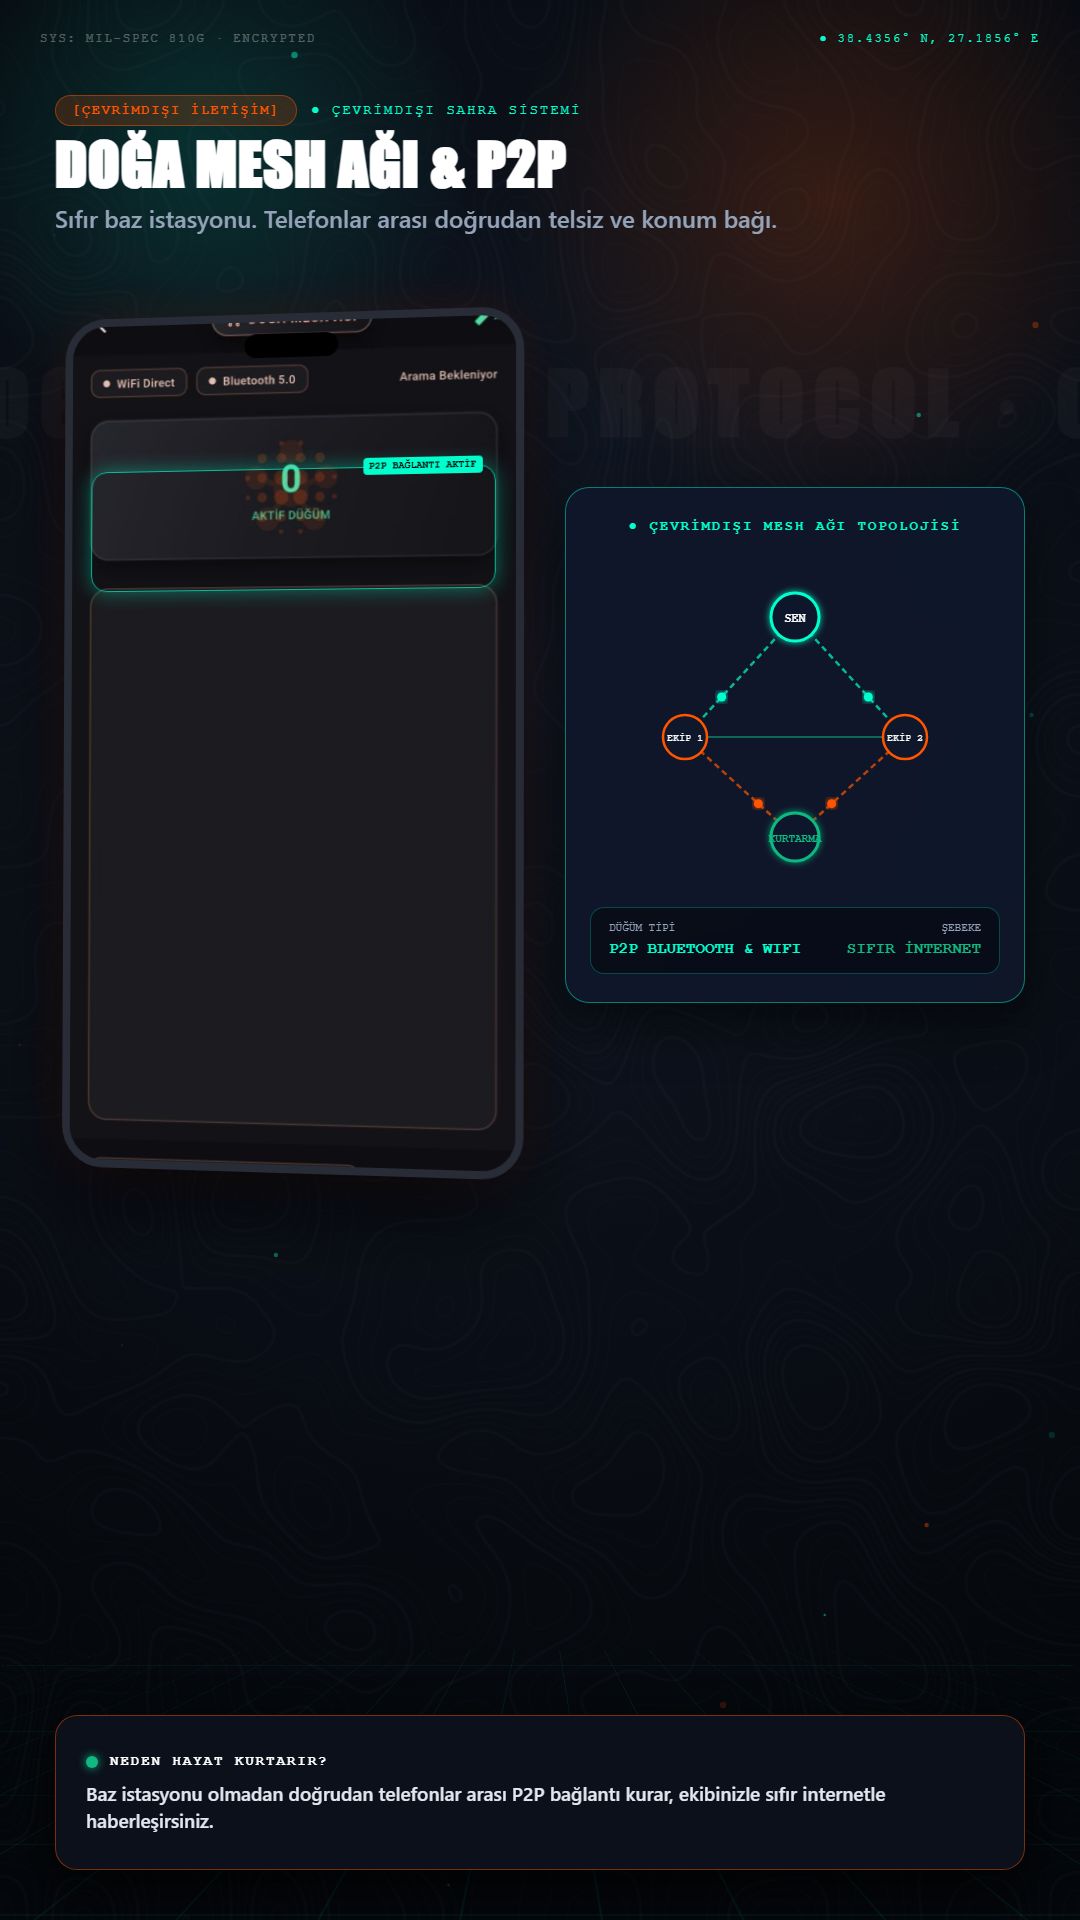 SYS: MIL-SPEC 810G · ENCRYPTED
● 38.4356° N, 27.1856° E
[ÇEVRİMDIŞI İLETİŞİM]
● ÇEVRİMDIŞI SAHRA SİSTEMİ
DOĞA MESH AĞI & P2P
Sıfır baz istasyonu. Telefonlar arası doğrudan telsiz ve konum bağı.
PROTOCOL ·
WiFi Direct
Bluetooth 5.0
Arama Bekleniyor
P2P BAĞLANTI AKTİF
0
AKTİF DÜĞÜM
● ÇEVRİMDIŞI MESH AĞI TOPOLOJİSİ
SEN
EKİP 1
EKİP 2
KURTARMA
DÜĞÜM TİPİ
ŞEBEKE
P2P BLUETOOTH & WIFI
SIFIR İNTERNET
NEDEN HAYAT KURTARIR?
Baz istasyonu olmadan doğrudan telefonlar arası P2P bağlantı kurar, ekibinizle sıfır internetle
haberleşirsiniz.